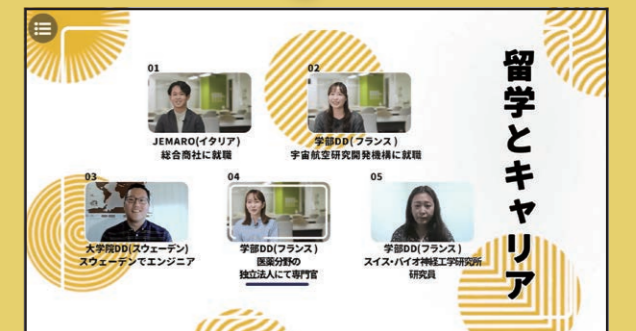 留学とキャリア
01
JEMARO(イタリア)
総合商社に就職
02
学部DD(フランス)
宇宙航空研究開発機構に就職
03
大学院DD(スウェーデン)
スウェーデンでエンジニア
04
学部DD(フランス)
医薬分野の
独立法人にて専門官
05
学部DD(フランス)
スイス・バイオ神経工学研究所
研究員